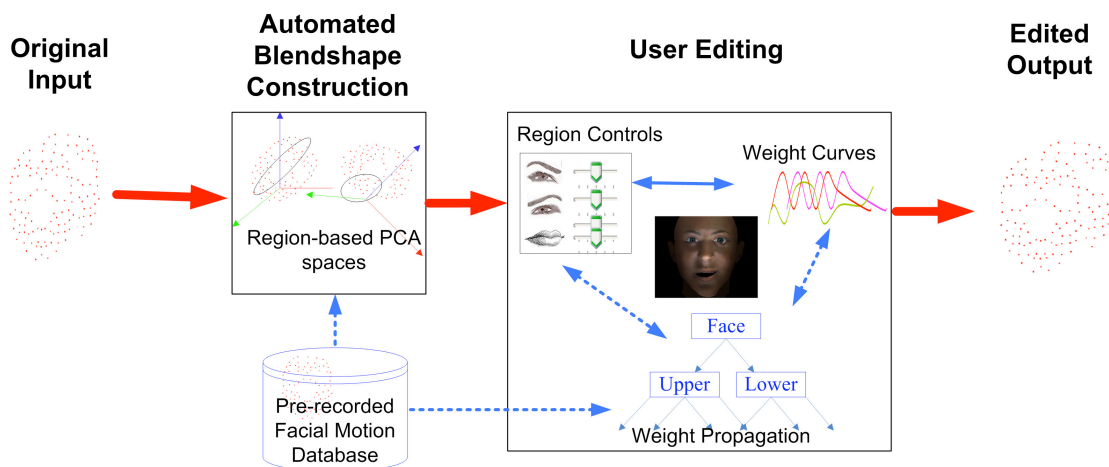 Original
Input
Automated
Blendshape
Construction
User Editing
Edited
Output
Region-based PCA
spaces
Region Controls
Weight Curves
Face
Upper
Lower
Weight Propagation
Pre-recorded
Facial Motion
Database